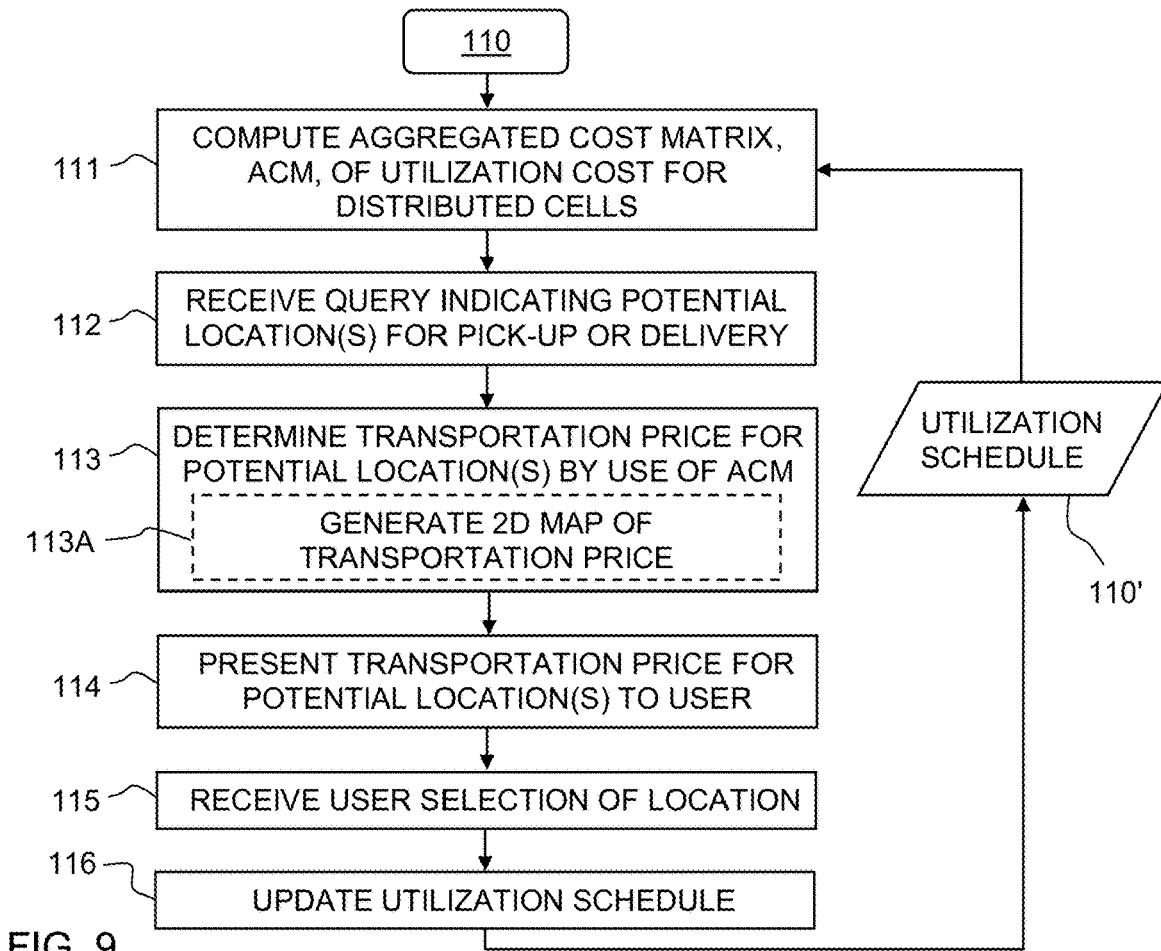 110
111
COMPUTE AGGREGATED COST MATRIX,
ACM, OF UTILIZATION COST FOR
DISTRIBUTED CELLS
112
RECEIVE QUERY INDICATING POTENTIAL
LOCATION(S) FOR PICK-UP OR DELIVERY
113
DETERMINE TRANSPORTATION PRICE FOR
POTENTIAL LOCATION(S) BY USE OF ACM
113A
GENERATE 2D MAP OF
TRANSPORTATION PRICE
UTILIZATION
SCHEDULE
110'
114
PRESENT TRANSPORTATION PRICE FOR
POTENTIAL LOCATION(S) TO USER
115
RECEIVE USER SELECTION OF LOCATION
116
UPDATE UTILIZATION SCHEDULE
FIG. 9